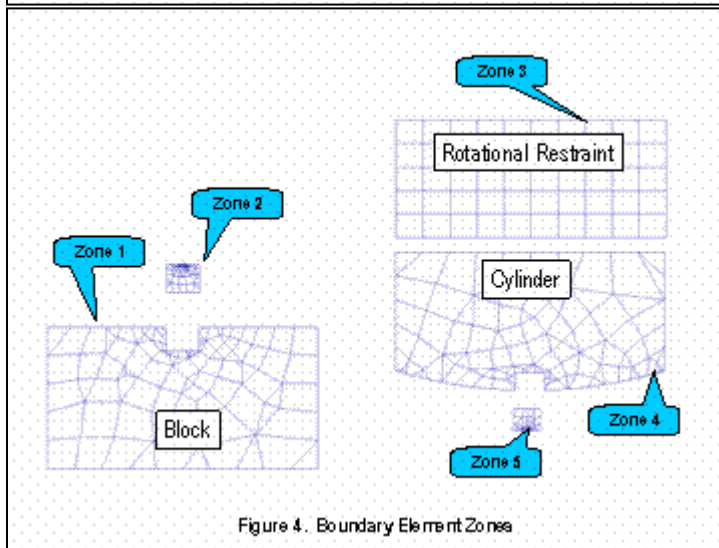 Zone 3
Rotational Restraint
Zone 2
Zone 1
Cylinder
Block
Zone 4
Zone 5
Figure 4. Boundary Element Zones